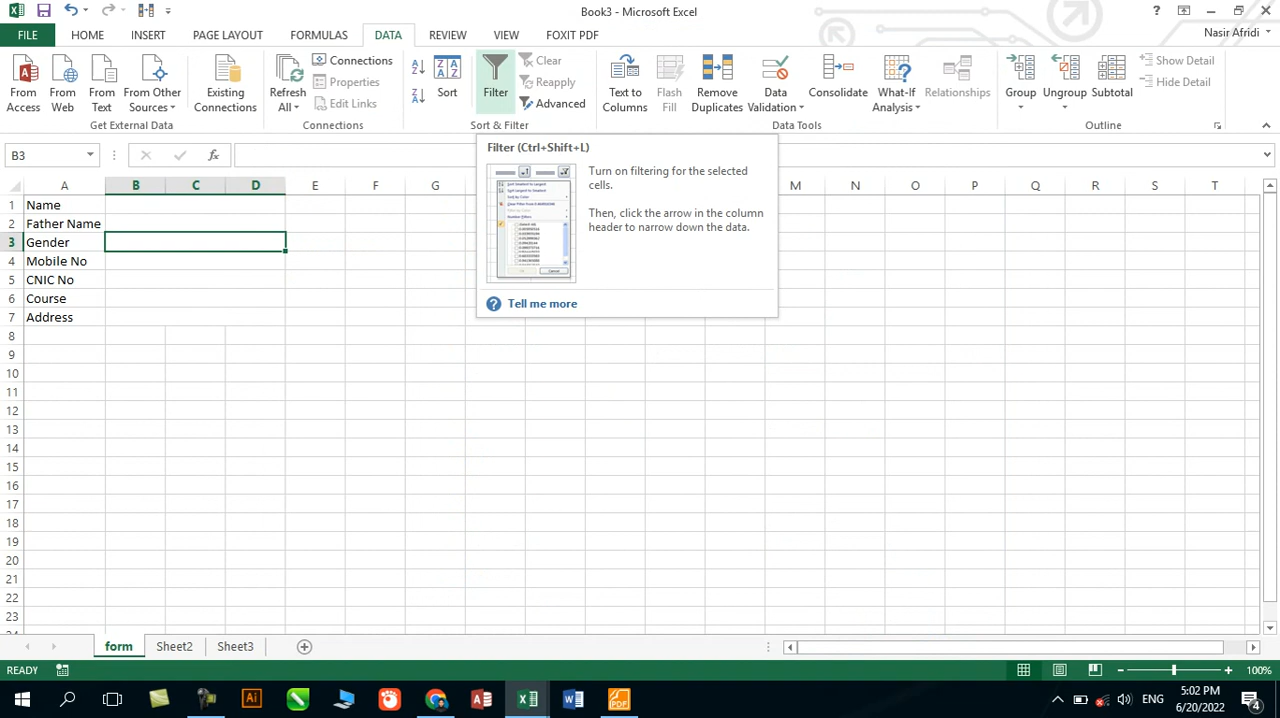 Book3 - Microsoft Excel
?
FILE
HOME
INSERT
PAGE LAYOUT
FORMULAS
DATA
REVIEW
VIEW
FOXIT PDF
Nasir Afridi
From Access
From Web
From Text
From Other Sources
Existing Connections
Get External Data
Refresh All
Connections
Properties
Edit Links
Connections
Sort
Filter
Clear
Reapply
Advanced
Sort & Filter
Text to Columns
Flash Fill
Remove Duplicates
Data Validation
Consolidate
What-If Analysis
Relationships
Data Tools
Group
Ungroup
Subtotal
Show Detail
Hide Detail
Outline
B3
fx
Filter (Ctrl+Shift+L)
Turn on filtering for the selected
cells.
Then, click the arrow in the column
header to narrow down the data.
Tell me more
A B C D E F G M N O P Q R S T
1 Name
2 Father Name
3 Gender
4 Mobile No
5 CNIC No
6 Course
7 Address
8
9
10
11
12
13
14
15
16
17
18
19
20
21
22
23
form
Sheet2
Sheet3
READY
100%
ENG
5:02 PM
6/20/2022
4